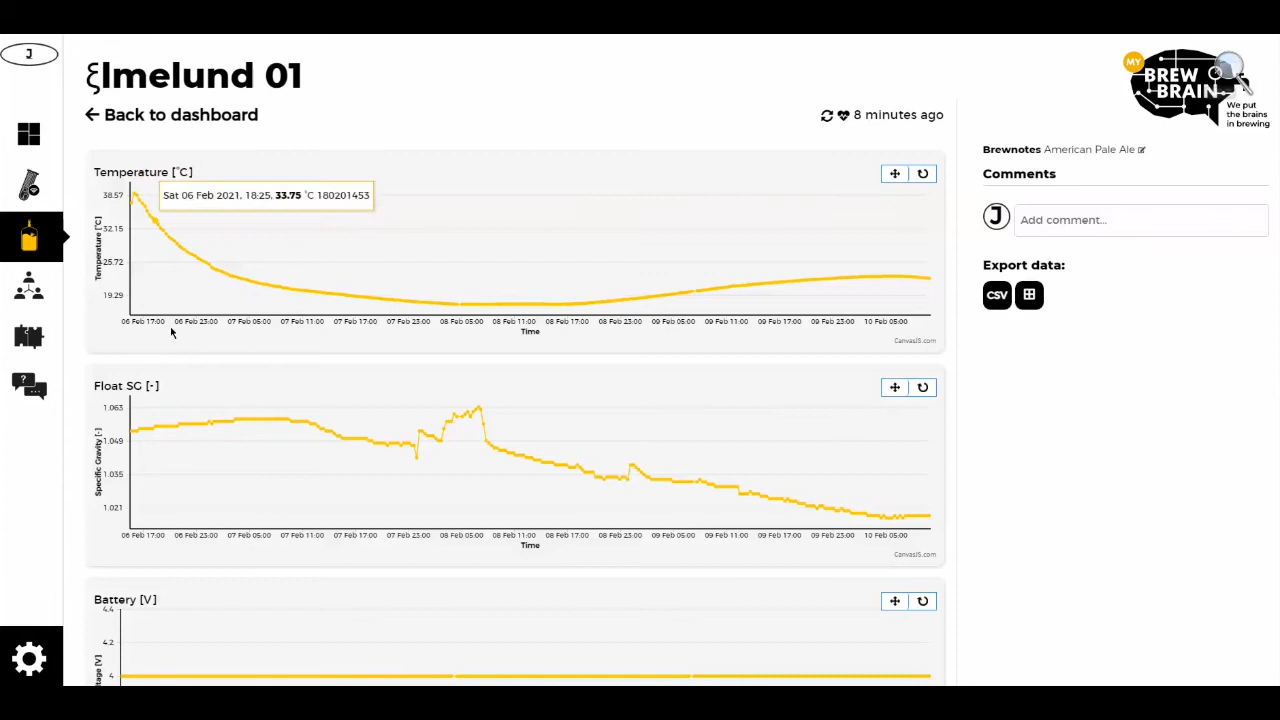 J
ξlmelund 01
MY
BREW
BRAIN
We put
the brains
in brewing
Back to dashboard
8 minutes ago
Brewnotes American Pale Ale
Comments
J
Add comment...
Export data:
CSV
Temperature [°C]
Sat 06 Feb 2021, 18:25, 33.75 °C 180201453
Temperature [°C]
38.57
32.15
25.72
19.29
06 Feb 17:00 06 Feb 23:00 07 Feb 05:00 07 Feb 11:00 07 Feb 17:00 07 Feb 23:00 08 Feb 05:00 08 Feb 11:00 08 Feb 17:00 08 Feb 23:00 09 Feb 05:00 09 Feb 11:00 09 Feb 17:00 09 Feb 23:00 10 Feb 05:00
Time
CanvasJS.com
Float SG [-]
Specific Gravity [-]
1.063
1.049
1.035
1.021
06 Feb 17:00 06 Feb 23:00 07 Feb 05:00 07 Feb 11:00 07 Feb 17:00 07 Feb 23:00 08 Feb 05:00 08 Feb 11:00 08 Feb 17:00 08 Feb 23:00 09 Feb 05:00 09 Feb 11:00 09 Feb 17:00 09 Feb 23:00 10 Feb 05:00
Time
CanvasJS.com
Battery [V]
4.4
4.2
4
tage [V]